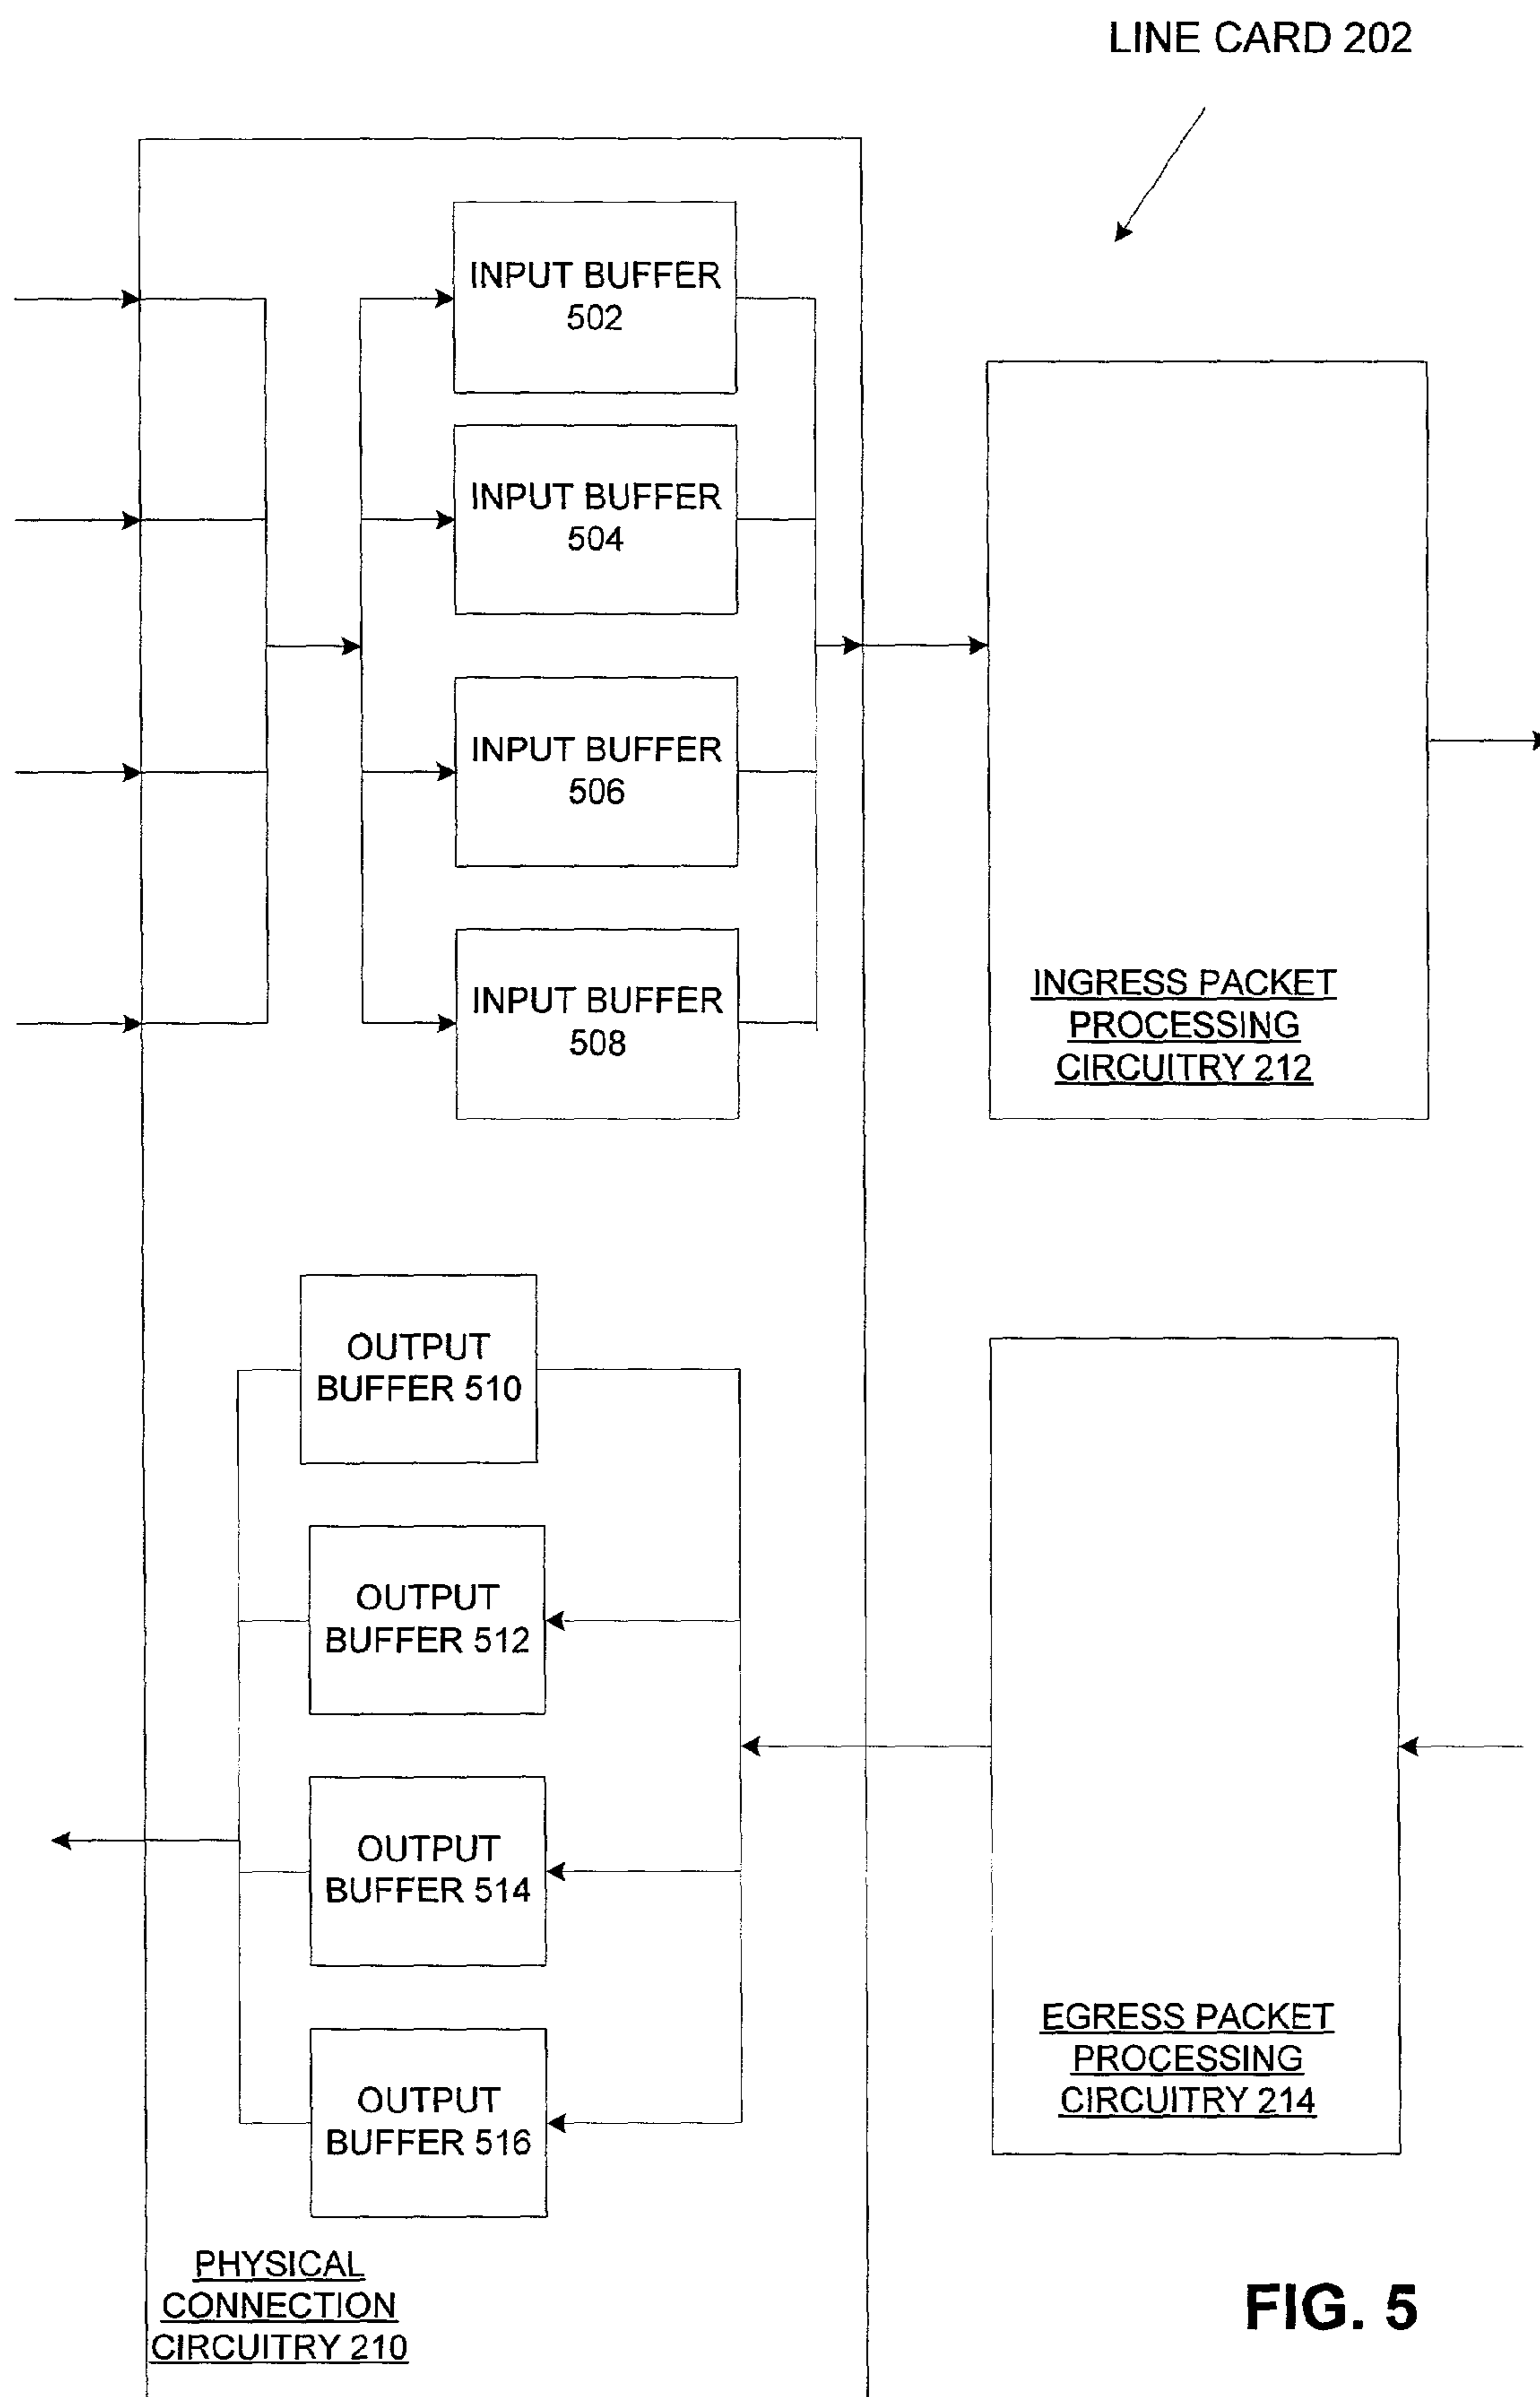 LINE CARD 202
INPUT BUFFER
502
INPUT BUFFER
504
INPUT BUFFER
506
INPUT BUFFER
508
INGRESS PACKET
PROCESSING
CIRCUITRY 212
OUTPUT
BUFFER 510
OUTPUT
BUFFER 512
OUTPUT
BUFFER 514
OUTPUT
BUFFER 516
EGRESS PACKET
PROCESSING
CIRCUITRY 214
PHYSICAL
CONNECTION
CIRCUITRY 210
FIG. 5